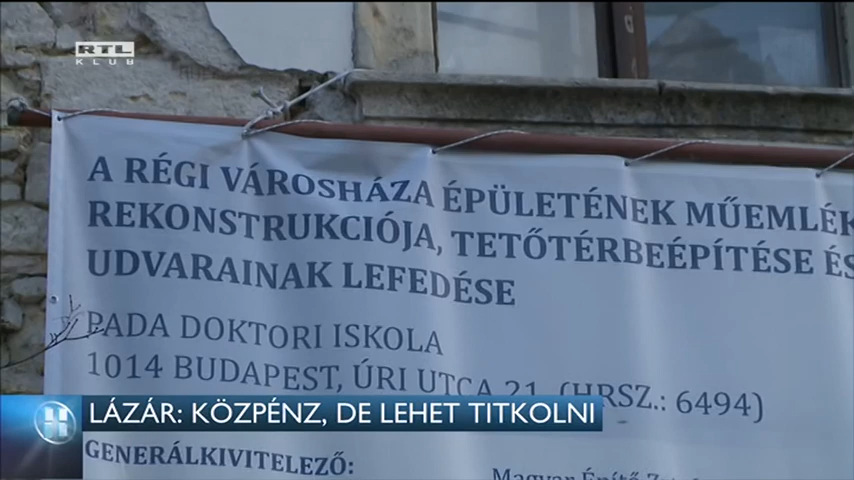 RTL
KLUB
A RÉGI VÁROSHÁZA ÉPÜLETÉNEK MŰEMLÉK
REKONSTRUKCIÓJA, TETŐTÉRBEÉPÍTÉSE ÉS
UDVARAINAK LEFEDÉSE
PADA DOKTORI ISKOLA
1014 BUDAPEST, ÚRI UTCA 21. (HRSZ.: 6494)
LÁZÁR: KÖZPÉNZ, DE LEHET TITKOLNI
GENERÁLKIVITELEZŐ:
Magyar Építő